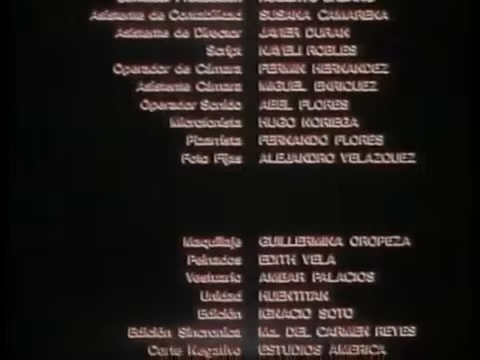 Asistente de Contabilidad SUSANA CAMARENA
Asistente de Director JAVIER DURAN
Script NAYELI ROBLES
Operador de Cámara FERMIN HERNANDEZ
Asistente Cámara MIGUEL ENRIQUEZ
Operador Sonido ABEL FLORES
Microfonista HUGO NORIEGA
Pizarrista FERNANDO FLORES
Foto Fijas ALEJANDRO VELAZQUEZ
Maquillaje GUILLERMINA OROPEZA
Peinados EDITH VELA
Vestuario AMBAR PALACIOS
Unidad HUENTITAN
Edición IGNACIO SOTO
Edición Sincronica Ma. DEL CARMEN REYES
Corte Negativo ESTUDIOS AMERICA